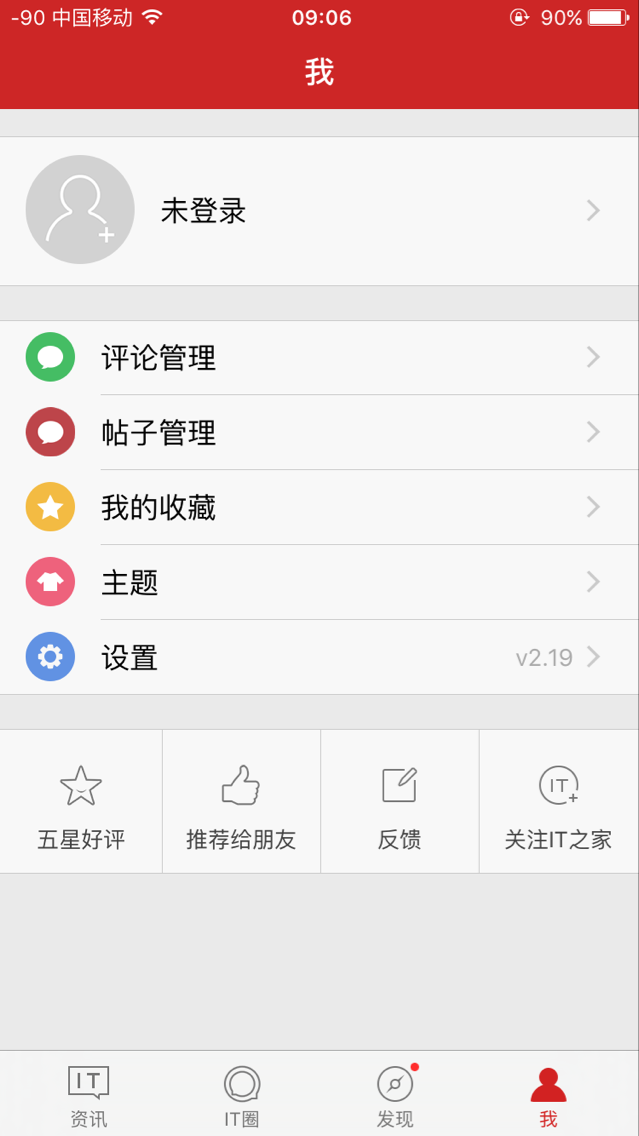 -90 中国移动 09:06 90%
我
未登录
评论管理
帖子管理
我的收藏
主题
设置 v2.19
IT
五星好评 推荐给朋友 反馈 关注IT之家
IT
资讯 IT圈 发现 我